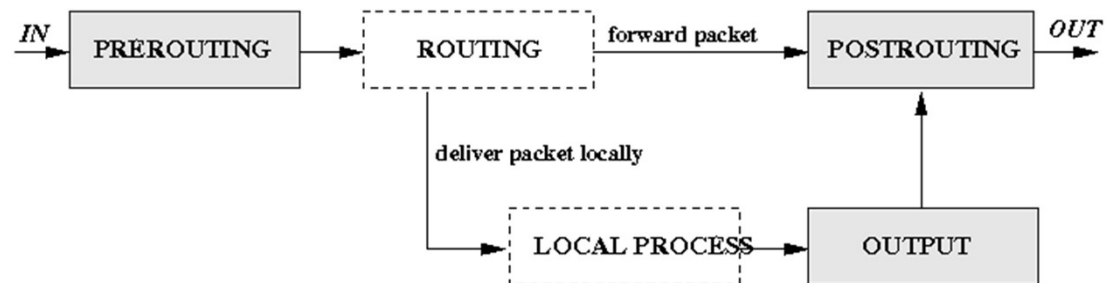 IN
PREROUTING
ROUTING
forward packet
POSTROUTING
OUT
deliver packet locally
LOCAL PROCESS
OUTPUT